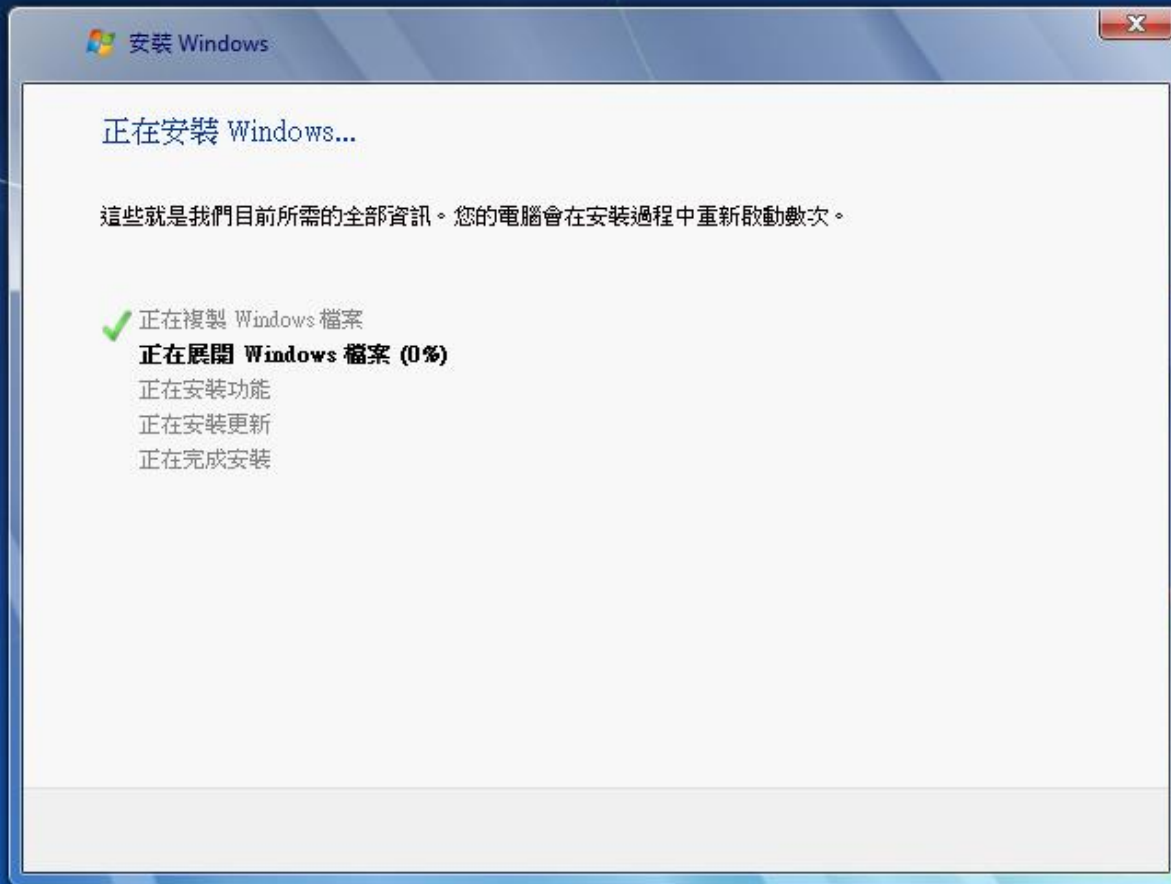 安裝 Windows
正在安裝 Windows...
這些就是我們目前所需的全部資訊。您的電腦會在安裝過程中重新啟動數次。
正在複製 Windows 檔案
正在展開 Windows 檔案 (0%)
正在安裝功能
正在安裝更新
正在完成安裝